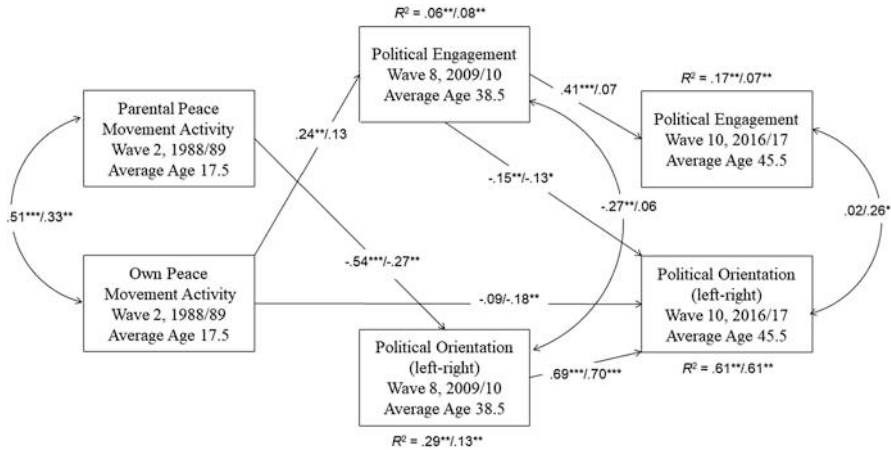 R² = .06**/.08**
Political Engagement
Wave 8, 2009/10
Average Age 38.5
R² = .17**/.07**
.41***/.07
Parental Peace
Movement Activity
Wave 2, 1988/89
Average Age 17.5
Political Engagement
Wave 10, 2016/17
Average Age 45.5
.24**/.13
-.15**/-.13*
.51***/.33**
-.27**/.06
.02/.26*
-.54***/-.27**
Own Peace
Movement Activity
Wave 2, 1988/89
Average Age 17.5
-.09/-.18**
Political Orientation
(left-right)
Wave 10, 2016/17
Average Age 45.5
Political Orientation
(left-right)
Wave 8, 2009/10
Average Age 38.5
.69***/.70***
R² = .61**/.61**
R² = .29**/.13**